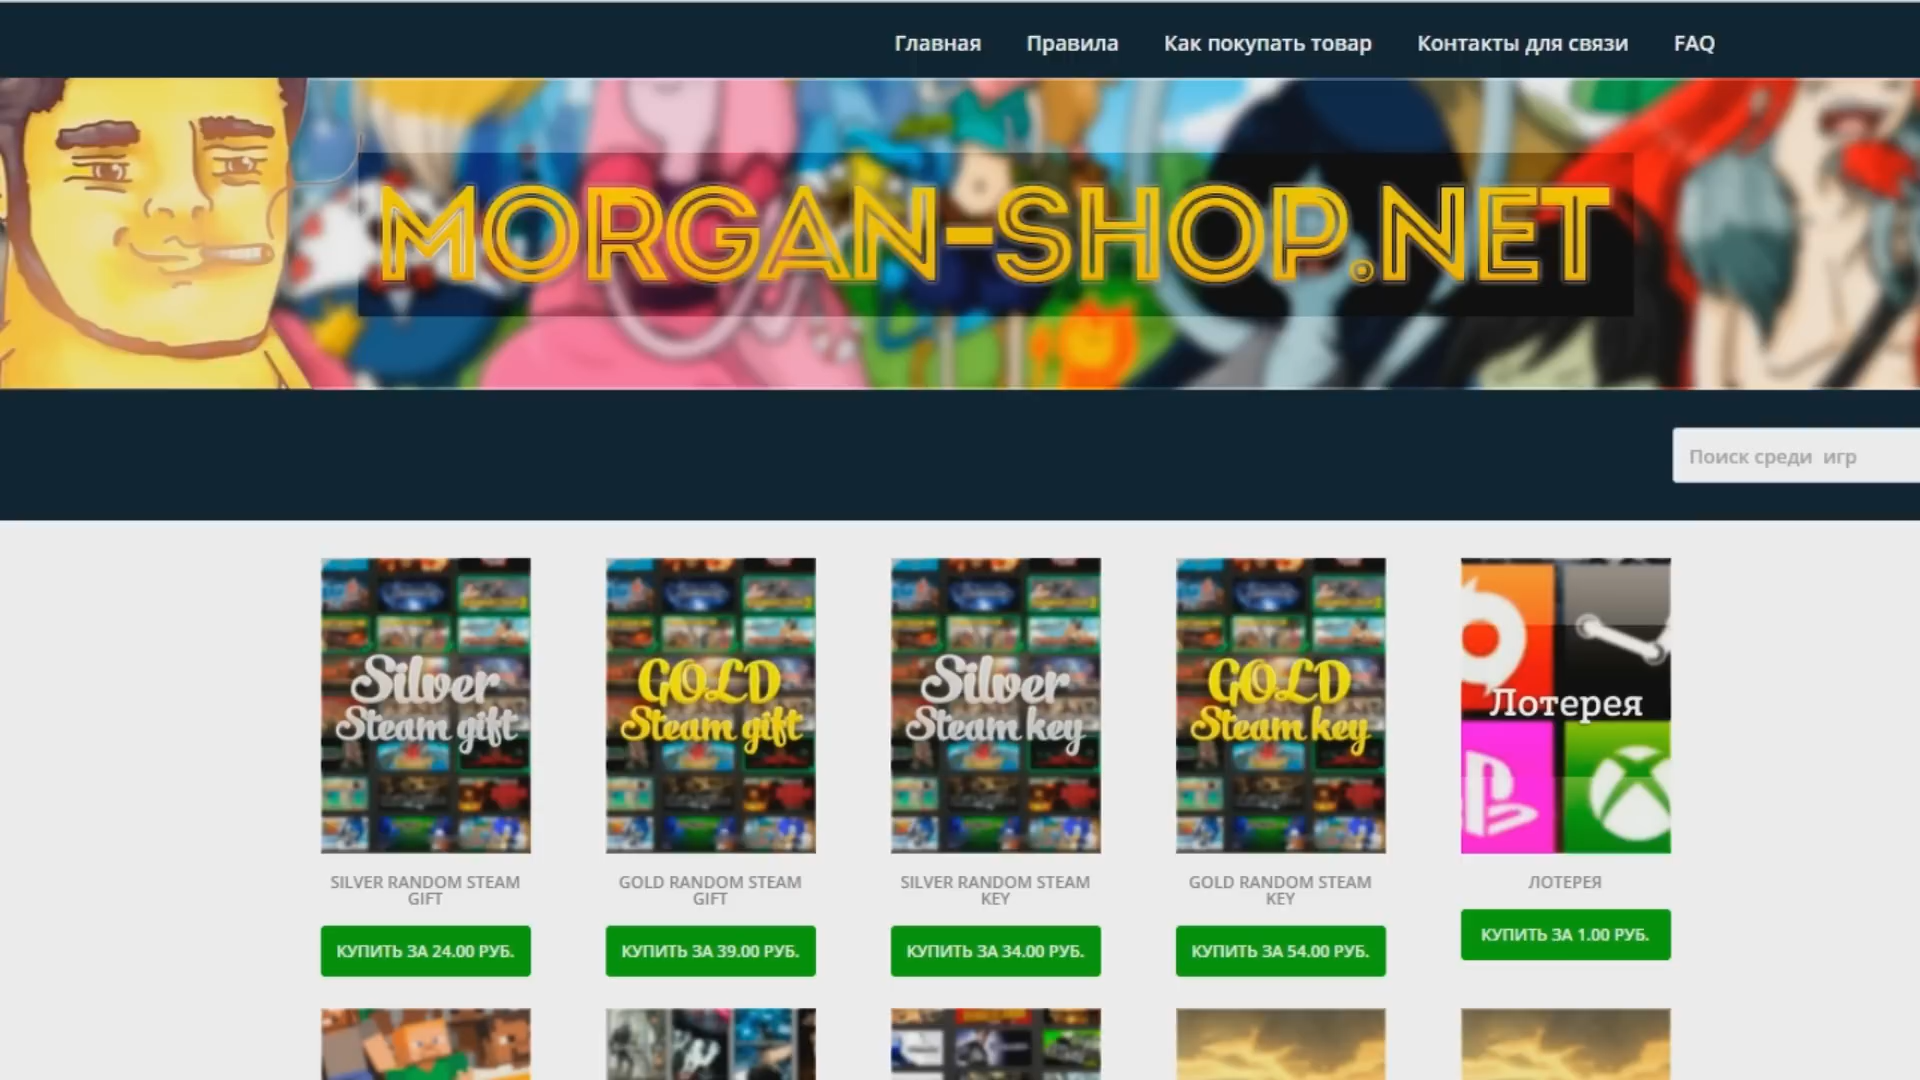 Главная Правила Как покупать товар Контакты для связи FAQ
MORGAN-SHOP.NET
Поиск среди игр
Silver
Steam gift
GOLD
Steam gift
Silver
Steam key
GOLD
Steam key
Лотерея
SILVER RANDOM STEAM
GIFT
GOLD RANDOM STEAM
GIFT
SILVER RANDOM STEAM
KEY
GOLD RANDOM STEAM
KEY
ЛОТЕРЕЯ
КУПИТЬ ЗА 24.00 РУБ.
КУПИТЬ ЗА 39.00 РУБ.
КУПИТЬ ЗА 34.00 РУБ.
КУПИТЬ ЗА 54.00 РУБ.
КУПИТЬ ЗА 1.00 РУБ.